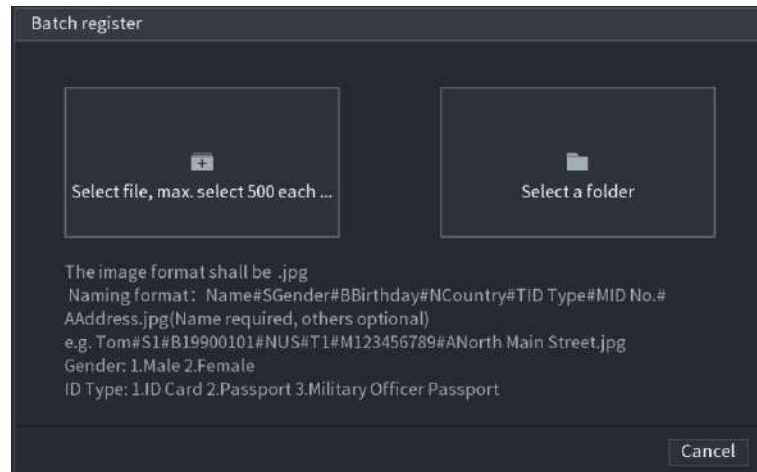 Batch register
Select file, max. select 500 each ...
Select a folder
The image format shall be .jpg
Naming format: Name#SGender#BBirthday#NCountry#TID Type#MID No.#
AAddress.jpg(Name required, others optional)
e.g. Tom#S1#B19900101#NUS#T1#M123456789#ANorth Main Street.jpg
Gender: 1.Male 2.Female
ID Type: 1.ID Card 2.Passport 3.Military Officer Passport
Cancel